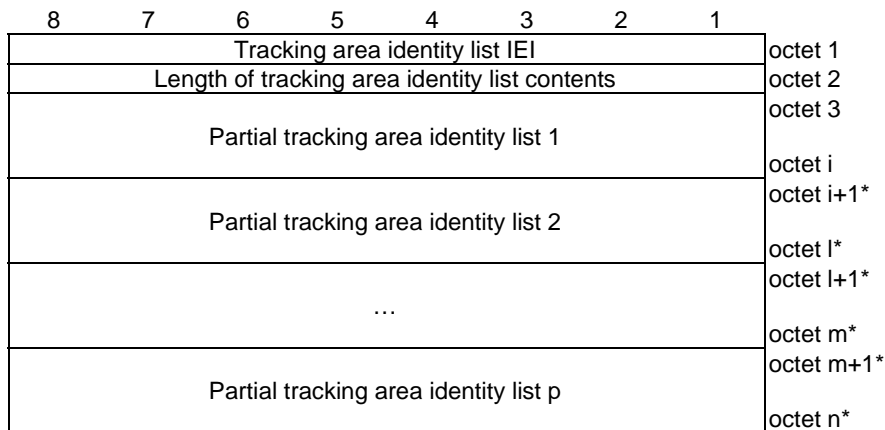 8 7 6 5 4 3 2 1
Tracking area identity list IEI octet 1
Length of tracking area identity list contents octet 2
octet 3
Partial tracking area identity list 1
octet i
octet i+1*
Partial tracking area identity list 2
octet l*
octet l+1*
…
octet m*
octet m+1*
Partial tracking area identity list p
octet n*